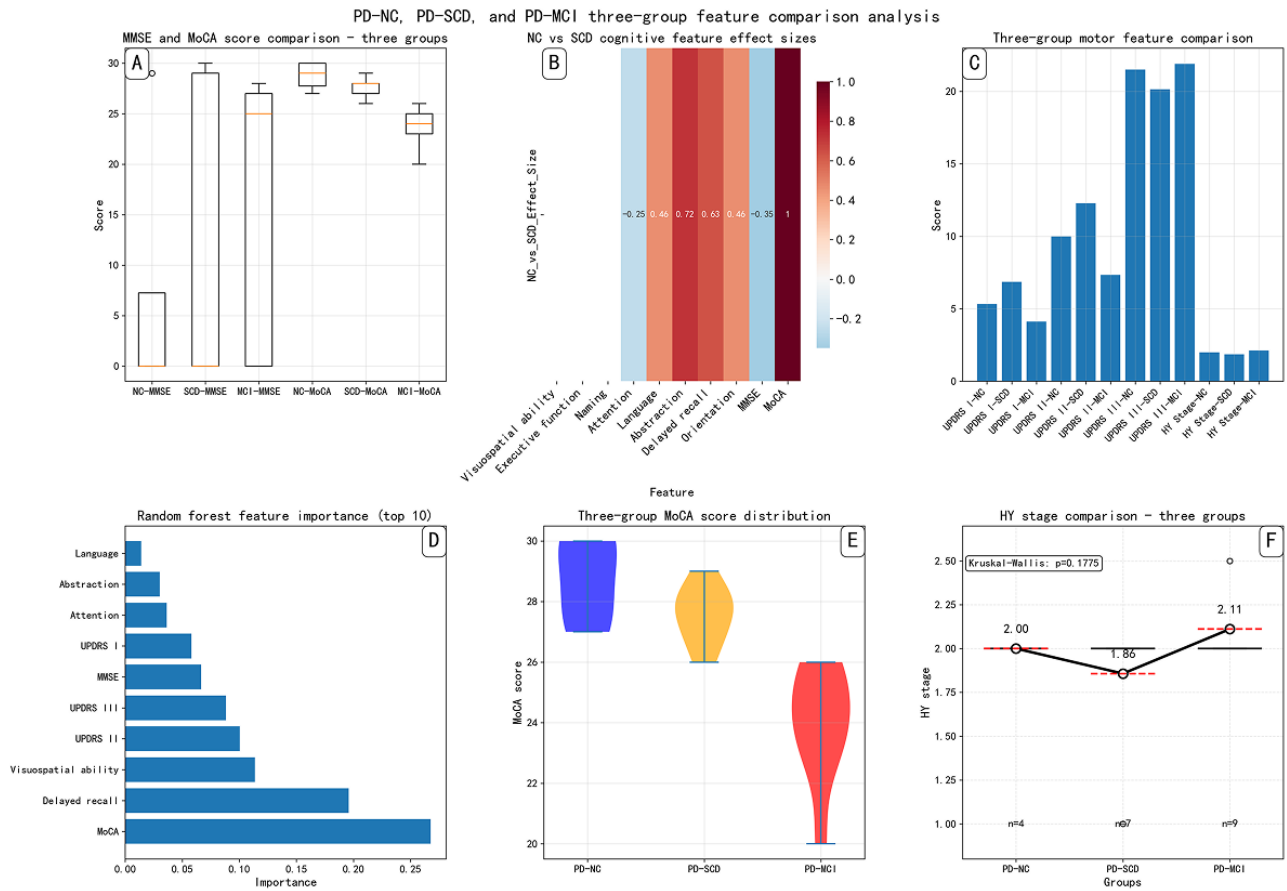 PD-NC, PD-SCD, and PD-MCI three-group feature comparison analysis
MMSE and MoCA score comparison - three groups
A
Score
30
25
20
15
10
5
0
NC-MMSE
SCD-MMSE
MCI-MMSE
NC-MoCA
SCD-MoCA
MCI-MoCA
NC vs SCD cognitive feature effect sizes
B
NC_vs_SCD_Effect_Size
-0.25
0.46
0.72
0.63
0.46
-0.35
1
1.0
0.8
0.6
0.4
0.2
0.0
-0.2
Visuospatial ability
Executive function
Naming
Attention
Language
Abstraction
Delayed recall
Orientation
MMSE
MoCA
Feature
Three-group motor feature comparison
C
Score
20
15
10
5
0
UPDRS I-NC
UPDRS I-SCD
UPDRS I-MCI
UPDRS II-NC
UPDRS II-SCD
UPDRS II-MCI
UPDRS III-NC
UPDRS III-SCD
UPDRS III-MCI
HY Stage-NC
HY Stage-SCD
HY Stage-MCI
Random forest feature importance (top 10)
D
Language
Abstraction
Attention
UPDRS I
MMSE
UPDRS III
UPDRS II
Visuospatial ability
Delayed recall
MoCA
0.00
0.05
0.10
0.15
0.20
0.25
Importance
Three-group MoCA score distribution
E
MoCA score
30
28
26
24
22
20
PD-NC
PD-SCD
PD-MCI
HY stage comparison - three groups
F
Kruskal-Wallis: p=0.1775
HY stage
2.50
2.25
2.00
1.75
1.50
1.25
1.00
2.00
1.86
2.11
n=4
n=7
n=9
PD-NC
PD-SCD
PD-MCI
Groups